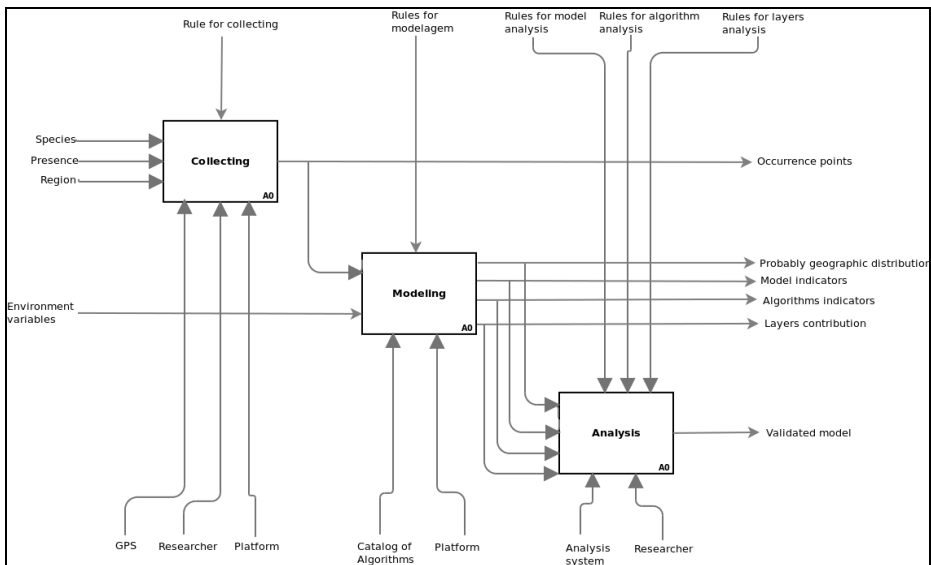 Rule for collecting
Rules for
modelagem
Rules for model
analysis
Rules for algorithm
analysis
Rules for layers
analysis
Species
Presence
Region
Collecting
A0
Occurrence points
Environment
variables
Modeling
A0
Probably geographic distribution
Model indicators
Algorithms indicators
Layers contribution
Analysis
A0
Validated model
GPS
Researcher
Platform
Catalog of
Algorithms
Platform
Analysis
system
Researcher